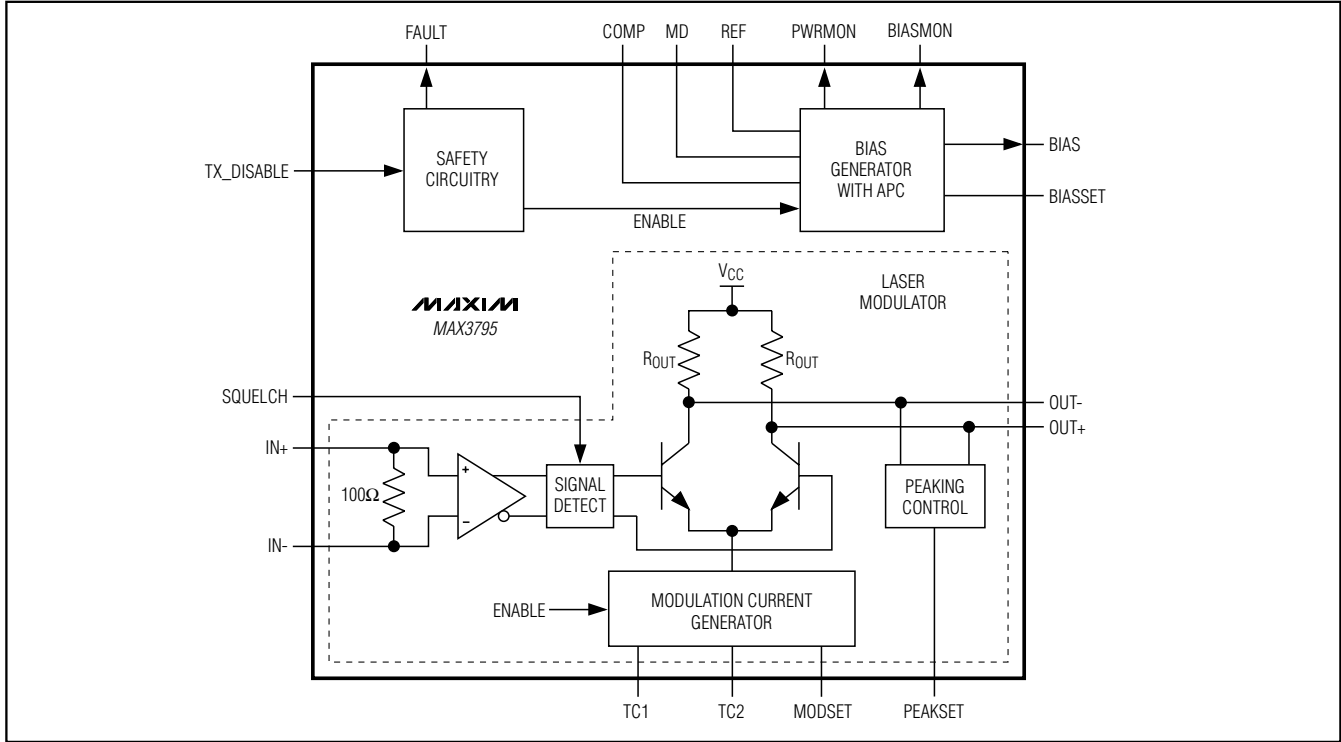 FAULT
COMP
MD
REF
PWRMON
BIASMON
SAFETY
CIRCUITRY
BIAS
GENERATOR
WITH APC
BIAS
TX_DISABLE
BIASSET
ENABLE
VCC
LASER
MODULATOR
MAXIM
MAX3795
ROUT
ROUT
SQUELCH
OUT-
OUT+
IN+
+
100Ω
−
SIGNAL
DETECT
PEAKING
CONTROL
IN-
ENABLE
MODULATION CURRENT
GENERATOR
TC1
TC2
MODSET
PEAKSET